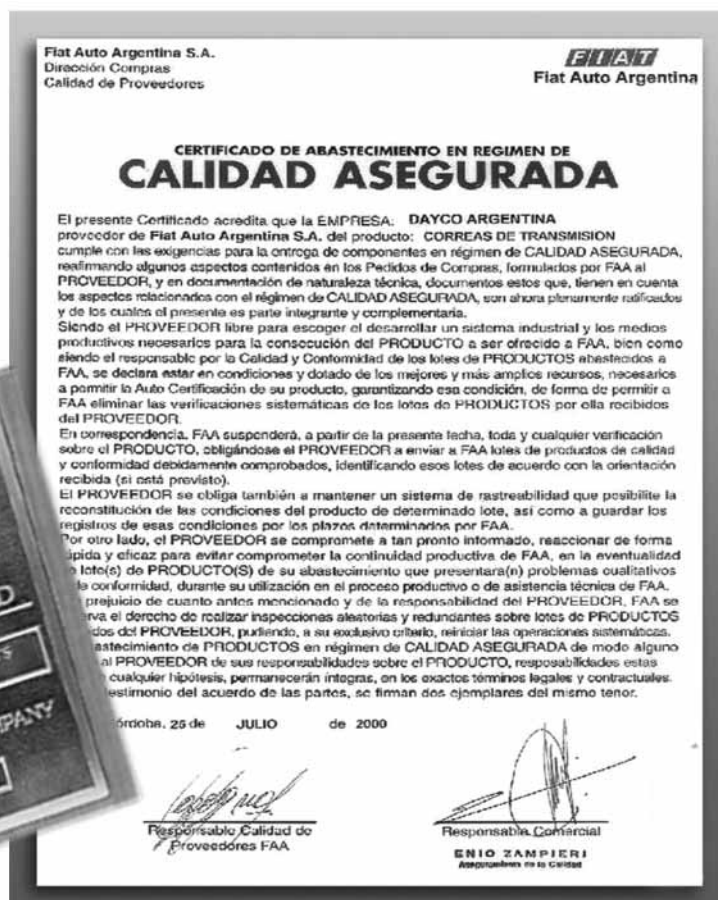 Fiat Auto Argentina S.A.
Dirección Compras
Calidad de Proveedores
FIAT
Fiat Auto Argentina
CERTIFICADO DE ABASTECIMIENTO EN REGIMEN DE
CALIDAD ASEGURADA
El presente Certificado acredita que la EMPRESA: DAYCO ARGENTINA
proveedor de Fiat Auto Argentina S.A. del producto: CORREAS DE TRANSMISION
cumple con las exigencias para la entrega de componentes en régimen de CALIDAD ASEGURADA,
reafirmando algunos aspectos contenidos en los Pedidos de Compras, formulados por FAA al
PROVEEDOR, y en documentación de naturaleza técnica, documentos estos que, tienen en cuenta
los aspectos relacionados con el régimen de CALIDAD ASEGURADA, son ahora plenamente ratificados
y de los cuales el presente es parte integrante y complementaria.
Siendo el PROVEEDOR libre para escoger el desarrollar un sistema industrial y los medios
productivos necesarios para la consecución del PRODUCTO a ser ofrecido a FAA, bien como
siendo el responsable por la Calidad y Conformidad de los lotes de PRODUCTOS abastecidos a
FAA, se declara estar en condiciones y dotado de los mejores y más amplios recursos, necesarios
a permitir la Auto Certificación de su producto, garantizando esa condición, de forma de permitir a
FAA eliminar las verificaciones sistemáticas de los lotes de PRODUCTOS por ella recibidos
del PROVEEDOR.
En correspondencia, FAA suspenderá, a partir de la presente fecha, toda y cualquier verificación
sobre el PRODUCTO, obligándose el PROVEEDOR a enviar a FAA lotes de productos de calidad
y conformidad debidamente comprobados, identificando esos lotes de acuerdo con la orientación
recibida (si está previsto).
El PROVEEDOR se obliga también a mantener un sistema de rastreabilidad que posibilite la
reconstitución de las condiciones del producto de determinado lote, así como a guardar los
registros de esas condiciones por los plazos determinados por FAA.
Por otro lado, el PROVEEDOR se compromete a tan pronto informado, reaccionar de forma
rápida y eficaz para evitar comprometer la continuidad productiva de FAA, en la eventualidad
lote(s) de PRODUCTO(S) de su abastecimiento que presentara(n) problemas cualitativos
de conformidad, durante su utilización en el proceso productivo o de asistencia técnica de FAA.
prejuicio de cuanto antes mencionado y de la responsabilidad del PROVEEDOR, FAA se
rva el derecho de realizar inspecciones aleatorias y redundantes sobre lotes de PRODUCTOS
dos del PROVEEDOR, pudiendo, a su exclusivo criterio, reiniciar las operaciones sistemáticas.
astecimiento de PRODUCTOS en régimen de CALIDAD ASEGURADA de modo alguno
al PROVEEDOR de sus responsabilidades sobre el PRODUCTO, resposabilidades estas
cualquier hipótesis, permanecerán íntegras, en los exactos términos legales y contractuales.
estimonio del acuerdo de las partes, se firman dos ejemplares del mismo tenor.
órdoba, 25 de JULIO de 2000
Responsable Calidad de
Proveedores FAA
Responsable Comercial
ENIO ZAMPIERI
Aseguramiento de la Calidad
D
S
MPANY